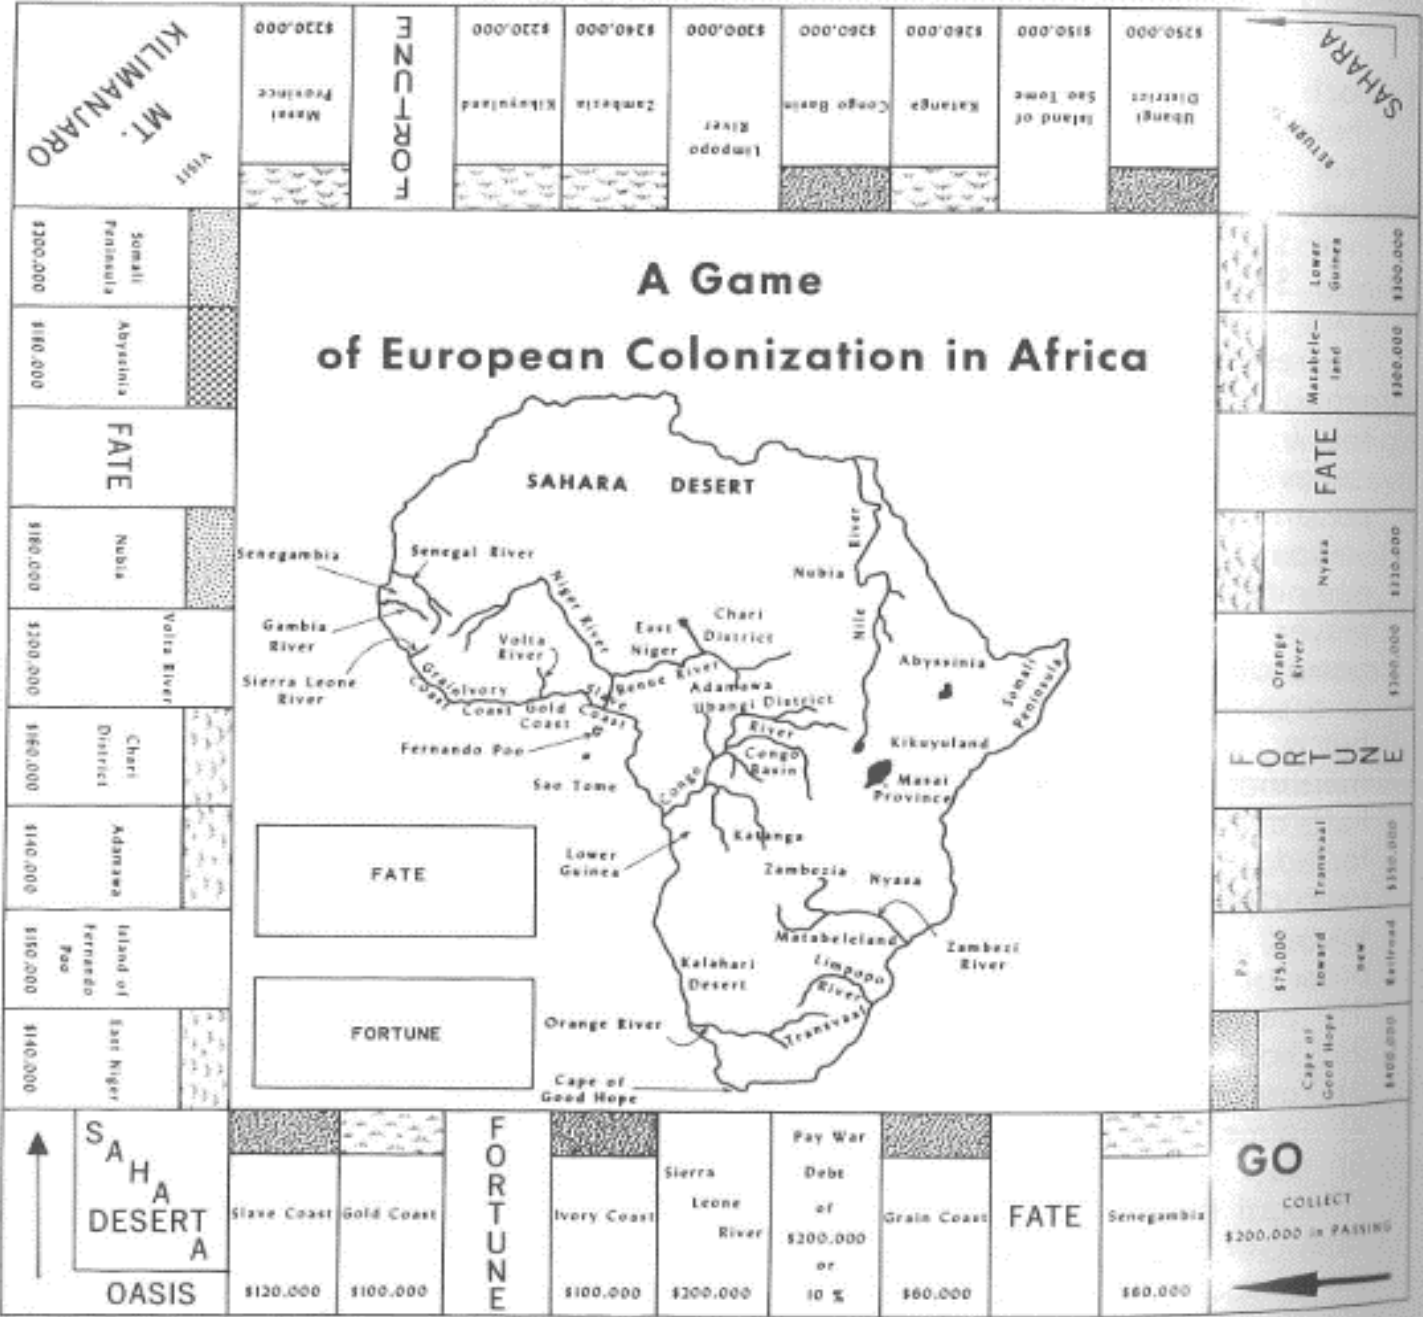 KILIMANJARO
MT.
VISIT
$220.000
Masai
Province
FORTUNE
$220.000
Kikuyuland
$240.000
Zambezia
$200.000
Limpopo
River
$260.000
Congo Basin
$260.000
Katanga
$150.000
Island of
Sao Tome
Ubangi
District
SAHARA
RETURN
Somali
Peninsula
$200.000
Abyssinia
$180.000
FATE
Nubia
$180.000
Volta River
$200.000
Chari
District
$160.000
Adamawa
$140.000
Island of
Fernando
Poo
$150.000
East Niger
$140.000
A Game
of European Colonization in Africa
SAHARA DESERT
Senegambia
Senegal River
Gambia
River
Sierra Leone
River
Niger River
Volta
River
East
Niger
Chari
District
Nubia
Nile
River
Benue River
Adamawa
Abyssinia
Somali
Peninsula
Grain
Coast
Ivory
Coast
Gold
Coast
Slave
Coast
Ubangi District
River
Fernando Poo
Sao Tome
Congo
Congo
Basin
Kikuyuland
Masai
Province
Katanga
Lower
Guinea
Zambezia
Nyasa
Matabeleland
Zambezi
River
Kalahari
Desert
Limpopo
River
Transvaal
Orange River
Cape of
Good Hope
FATE
FORTUNE
Lower
Guinea
$300.000
Matabele—
land
$300.000
FATE
Nyasa
Orange
River
FORTUNE
Transvaal
$350.000
$75.000
toward
new
Railroad
Cape of
Good Hope
$400.000
SAHARA
DESERT
OASIS
Slave Coast
$120.000
Gold Coast
$100.000
FORTUNE
Ivory Coast
$100.000
Sierra
Leone
River
$200.000
Pay War
Debt
of
$200.000
or
10 %
Grain Coast
$60.000
FATE
Senegambia
$60.000
GO
COLLECT
$200.000 in PASSING